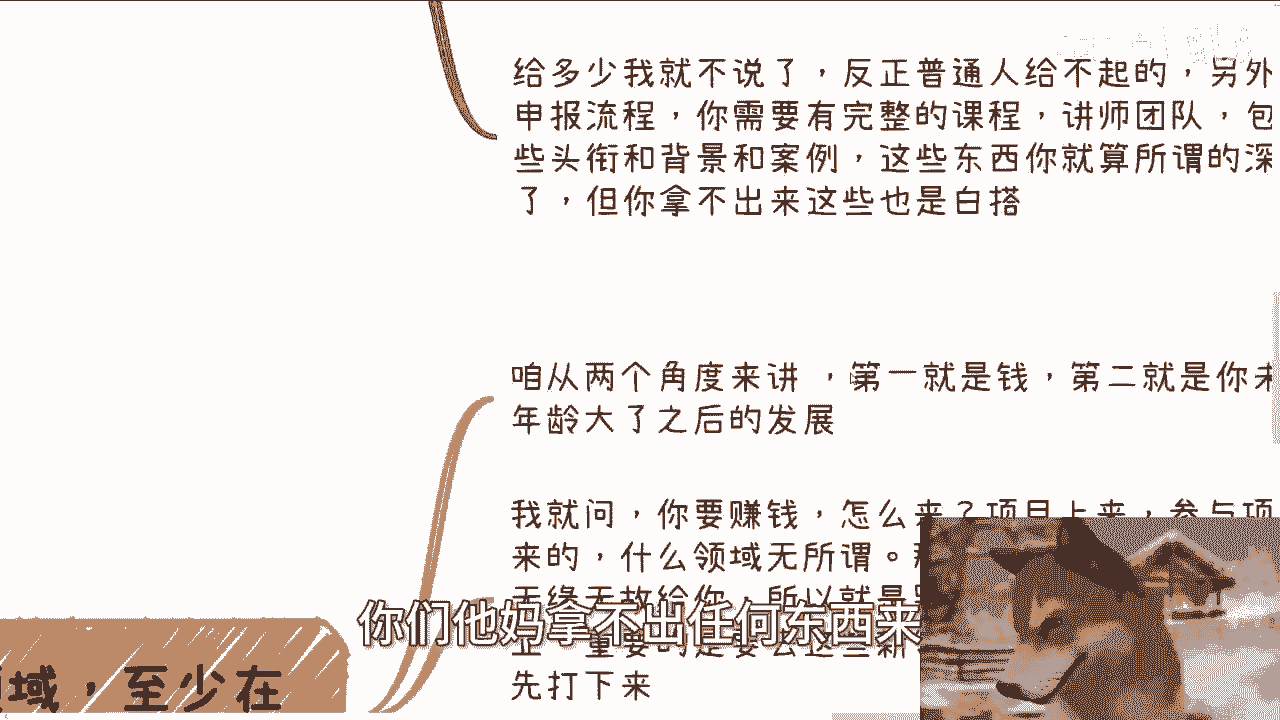 给多少我就不说了，反正普通人给不起的，另外
申报流程，你需要有完整的课程，讲师团队，包
些头衔和背景和案例，这些东西你就算所谓的深
了，但你拿不出来这些也是白搭
咱从两个角度来讲 ，第一就是钱，第二就是你未
年龄大了之后的发展
我就问，你要赚钱，怎么来？项目上来，参与项
来的，什么领域无所谓。
无缘无故给你，所以就是
你们他妈拿不出任何东西来
重要的是要去这些新
先打下来
域，至少在